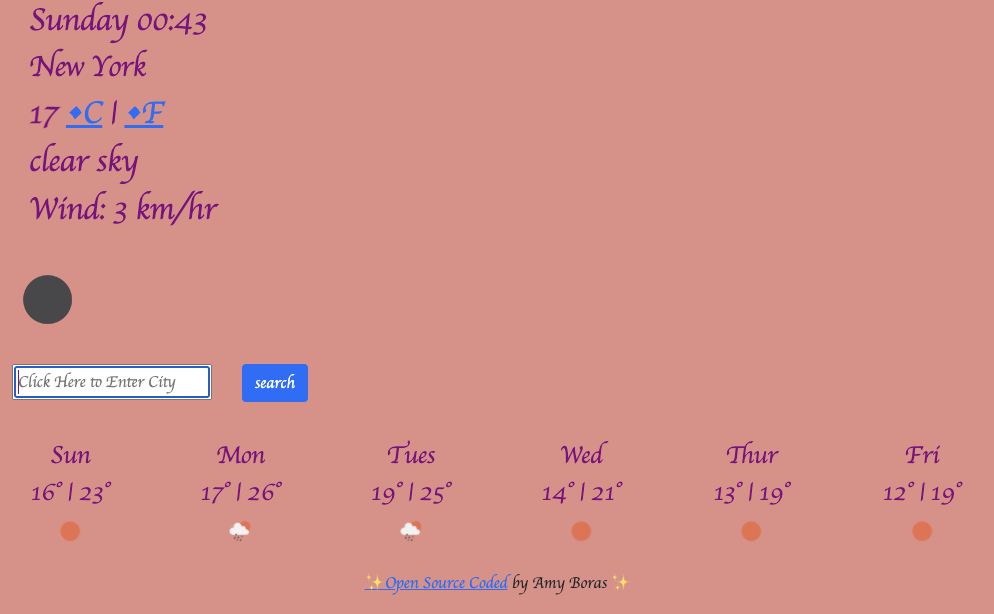 Sunday 00:43
New York
17 ⬥C | ⬥F
clear sky
Wind: 3 km/hr
Click Here to Enter City
search
Sun Mon Tues Wed Thur Fri
16° | 23° 17° | 26° 19° | 25° 14° | 21° 13° | 19° 12° | 19°
✨Open Source Coded by Amy Boras ✨